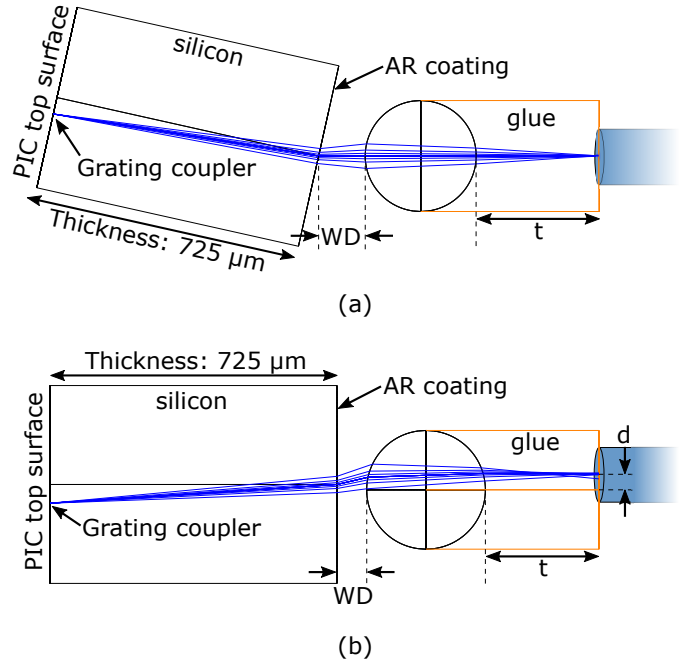 silicon
AR coating
PIC top surface
glue
Grating coupler
Thickness: 725 µm
WD
t
(a)
Thickness: 725 µm
AR coating
silicon
PIC top surface
glue
d
Grating coupler
t
WD
(b)